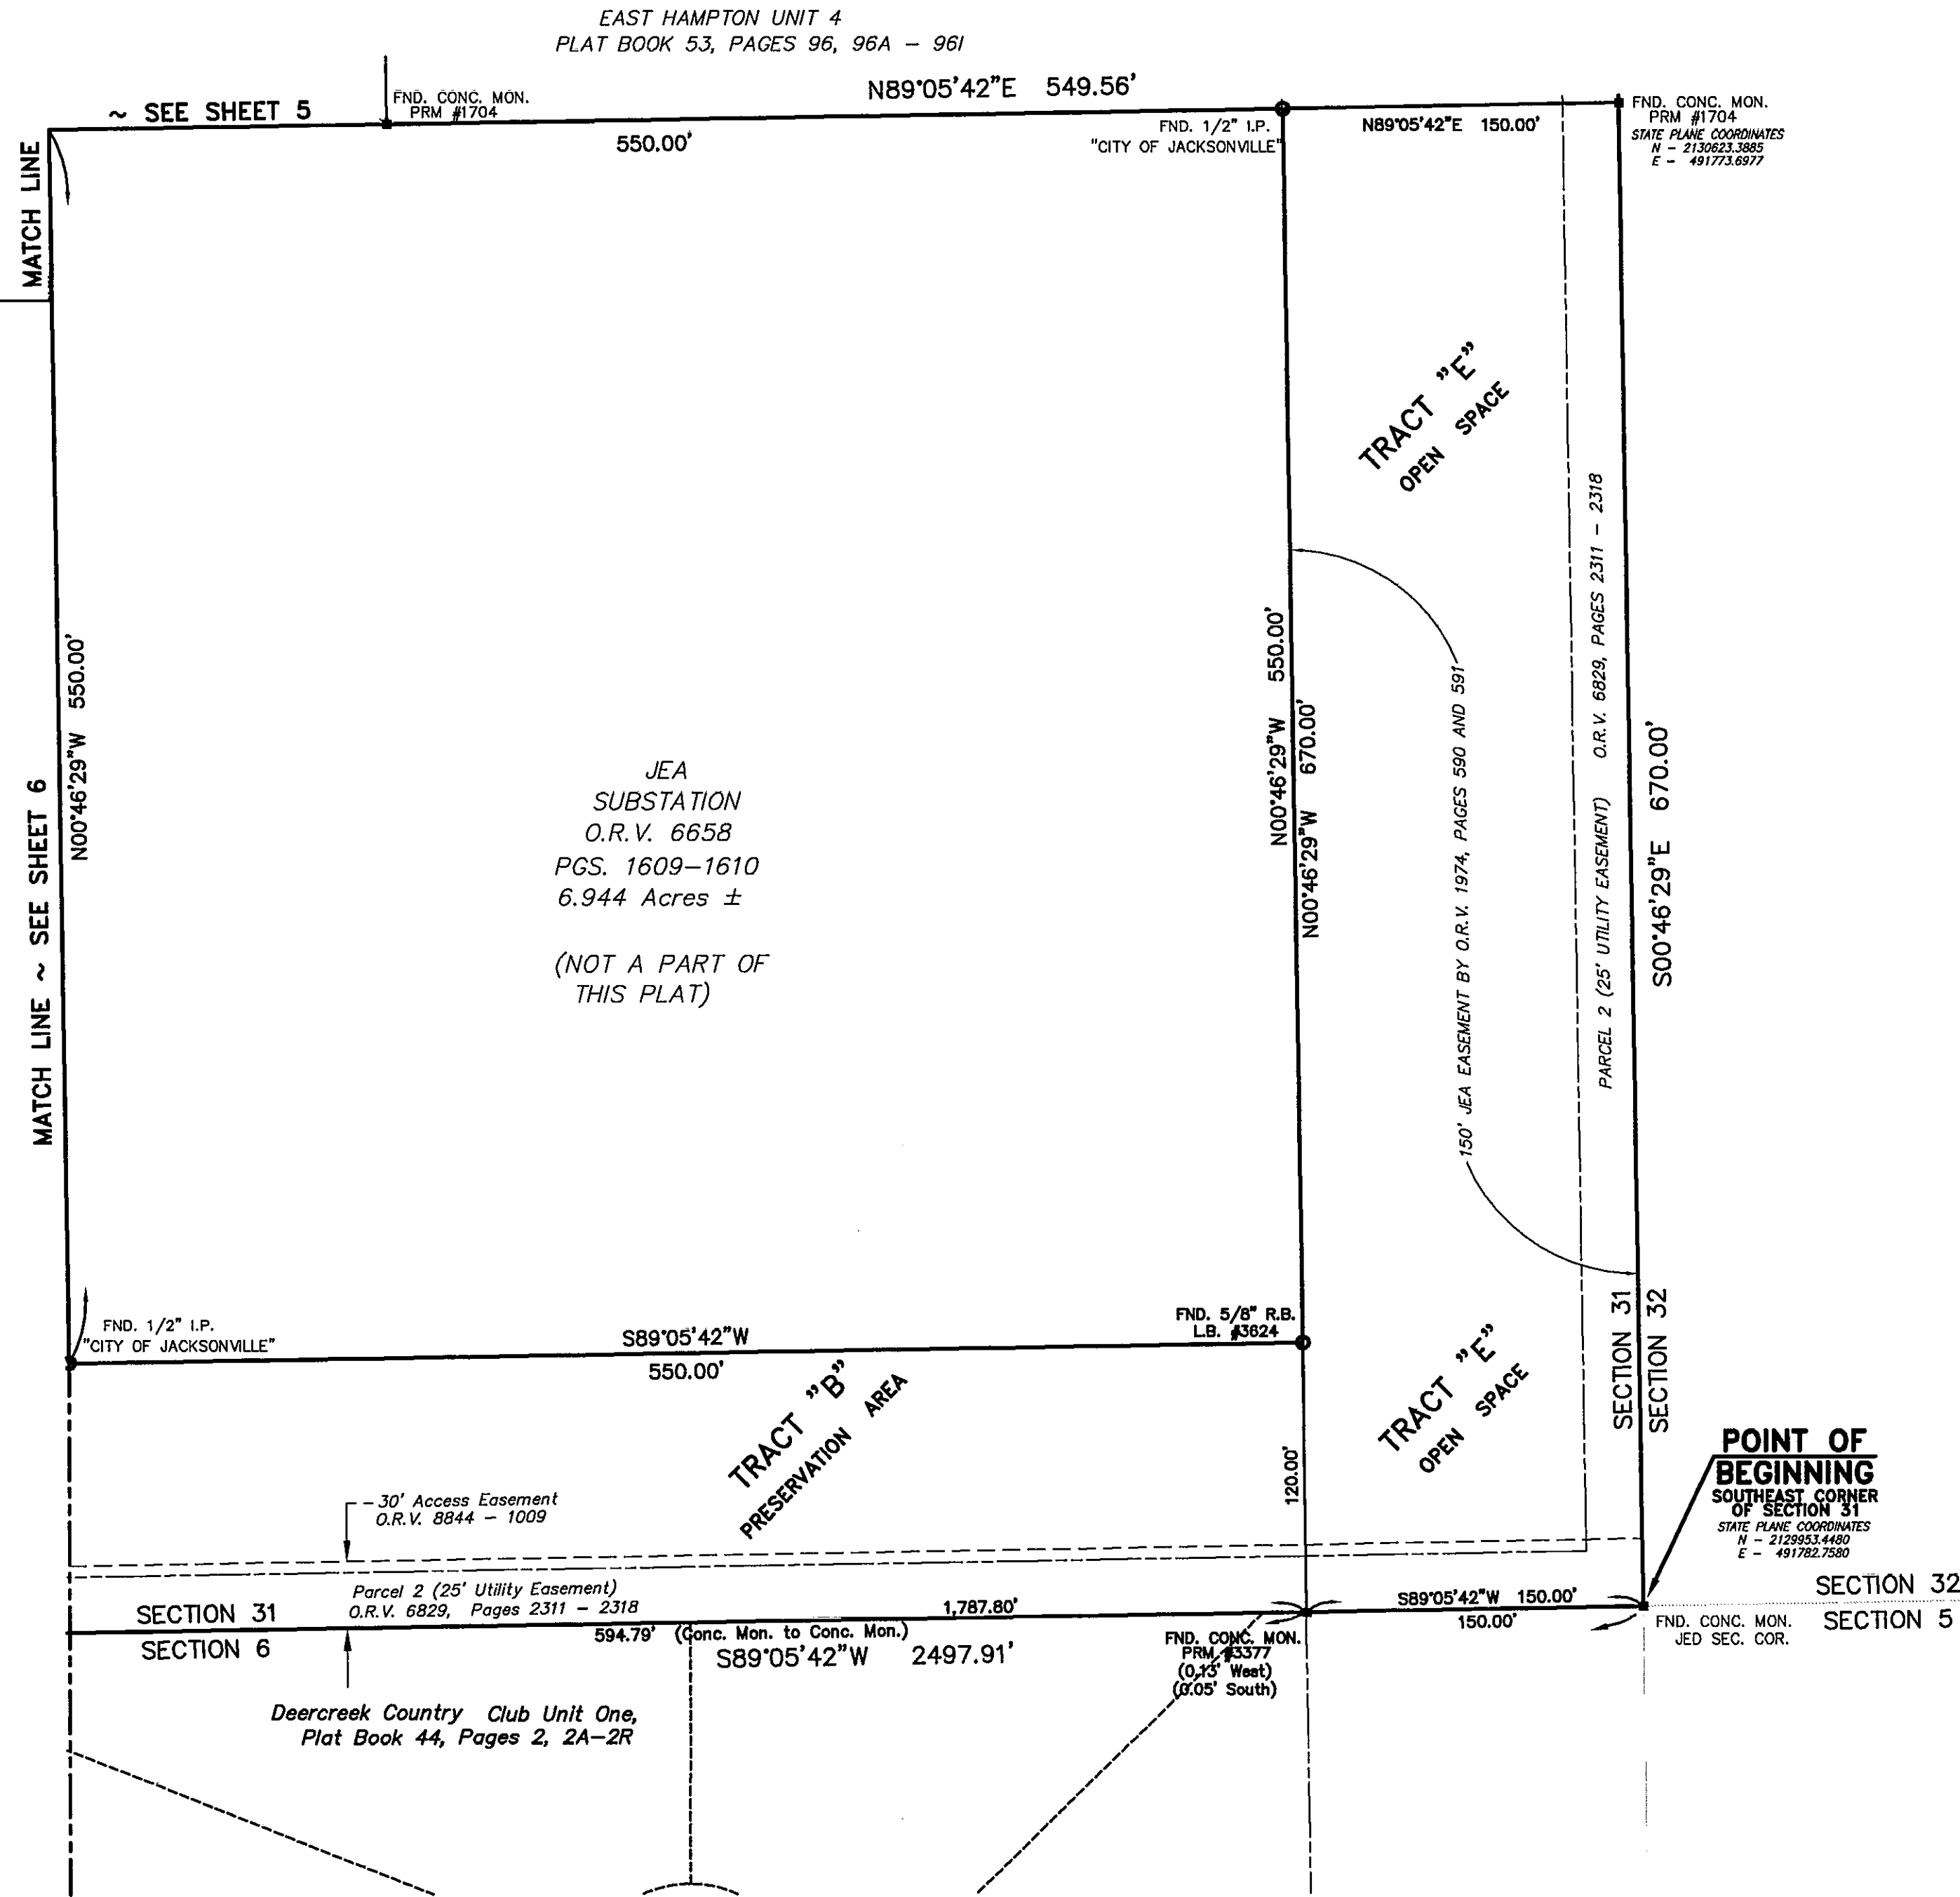 EAST HAMPTON UNIT 4
PLAT BOOK 53, PAGES 96, 96A – 96I
~ SEE SHEET 5
FND. CONC. MON.
PRM #1704
N89°05'42"E 549.56'
550.00'
FND. 1/2" I.P.
"CITY OF JACKSONVILLE"
N89°05'42"E 150.00'
FND. CONC. MON.
PRM #1704
STATE PLANE COORDINATES
N – 2130623.3885
E – 491773.6977
MATCH LINE
MATCH LINE ~ SEE SHEET 6
N00°46'29"W 550.00'
JEA
SUBSTATION
O.R.V. 6658
PGS. 1609–1610
6.944 Acres ±
(NOT A PART OF
THIS PLAT)
N00°46'29"W 550.00'
N00°46'29"W 670.00'
TRACT "E"
OPEN SPACE
150' JEA EASEMENT BY O.R.V. 1974, PAGES 590 AND 591
PARCEL 2 (25' UTILITY EASEMENT) O.R.V. 6829, PAGES 2311 – 2318
S00°46'29"E 670.00'
SECTION 31
SECTION 32
FND. 1/2" I.P.
"CITY OF JACKSONVILLE"
S89°05'42"W
550.00'
FND. 5/8" R.B.
L.B. #3624
TRACT "B"
PRESERVATION AREA
120.00'
TRACT "E"
OPEN SPACE
POINT OF
BEGINNING
SOUTHEAST CORNER
OF SECTION 31
STATE PLANE COORDINATES
N – 2129953.4480
E – 491782.7580
30' Access Easement
O.R.V. 8844 – 1009
Parcel 2 (25' Utility Easement)
O.R.V. 6829, Pages 2311 – 2318
SECTION 31
SECTION 6
1,787.80'
594.79' (Conc. Mon. to Conc. Mon.)
S89°05'42"W 2497.91'
S89°05'42"W 150.00'
150.00'
FND. CONC. MON.
PRM #3377
(0.13' West)
(0.05' South)
SECTION 32
SECTION 5
FND. CONC. MON.
JED SEC. COR.
Deercreek Country Club Unit One,
Plat Book 44, Pages 2, 2A–2R